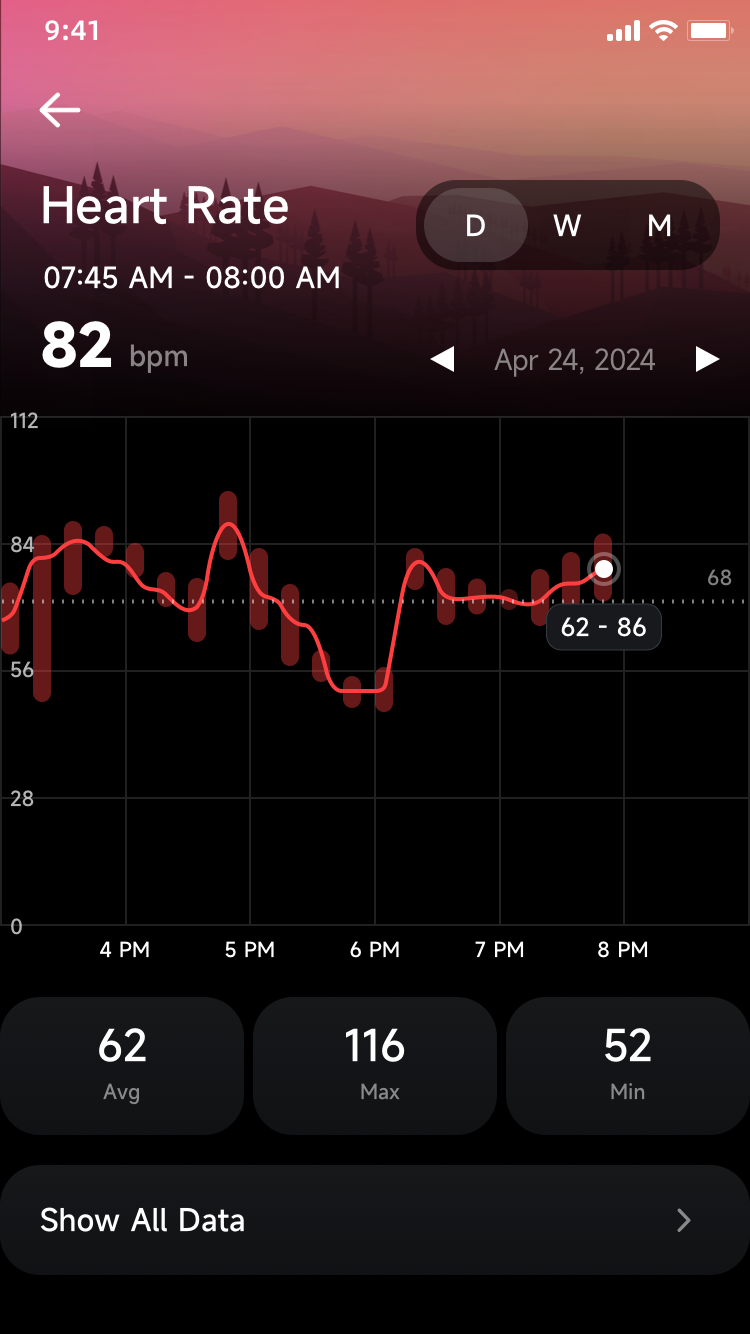 9:41
Heart Rate
D W M
07:45 AM - 08:00 AM
82 bpm
Apr 24, 2024
112
84
68
62 - 86
56
28
0
4 PM 5 PM 6 PM 7 PM 8 PM
62 116 52
Avg Max Min
Show All Data